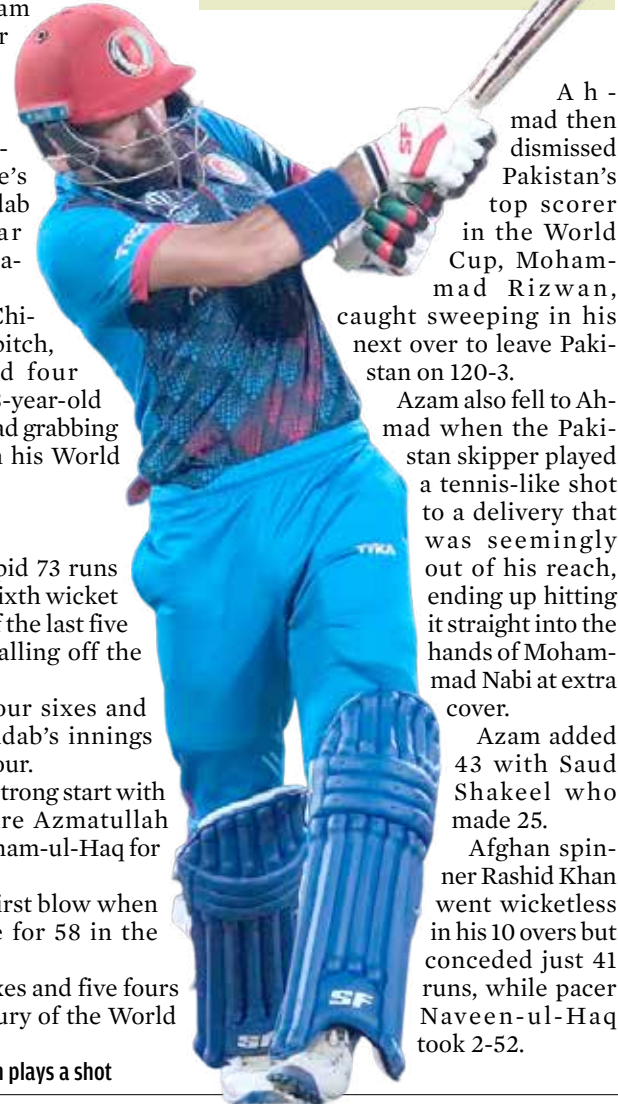 am
r
-
e's
lab
ar
a-
Chi-
pitch,
d four
-year-old
ad grabbing
n his World
pid 73 runs
ixth wicket
f the last five
alling off the
our sixes and
dab's innings
our.
trong start with
re Azmatullah
nam-ul-Haq for
irst blow when
e for 58 in the
xes and five fours
ury of the World
n plays a shot
SF
TYKA
TYKA
SF
SF
Ah-
mad then
dismissed
Pakistan's
top scorer
in the World
Cup, Moham-
mad Rizwan,
caught sweeping in his
next over to leave Paki-
stan on 120-3.
Azam also fell to Ah-
mad when the Paki-
stan skipper played
a tennis-like shot
to a delivery that
was seemingly
out of his reach,
ending up hitting
it straight into the
hands of Moham-
mad Nabi at extra
cover.
Azam added
43 with Saud
Shakeel who
made 25.
Afghan spin-
ner Rashid Khan
went wicketless
in his 10 overs but
conceded just 41
runs, while pacer
Naveen-ul-Haq
took 2-52.